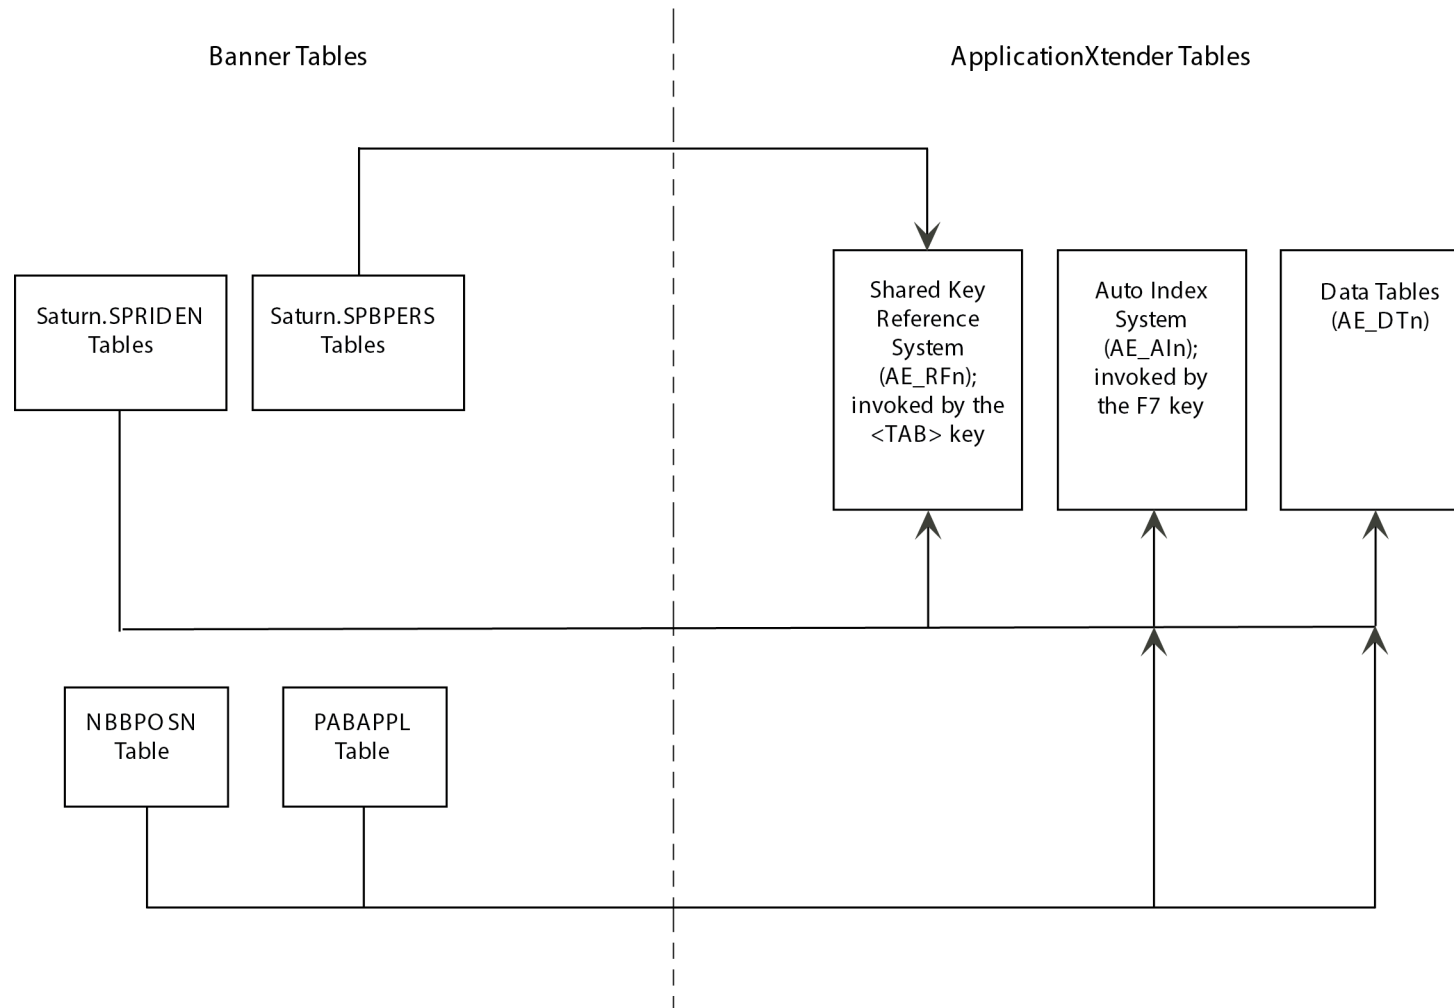 Banner Tables
ApplicationXtender Tables
Saturn.SPRIDEN
Tables
Saturn.SPBPERS
Tables
Shared Key
Reference
System
(AE_RFn);
invoked by the
<TAB> key
Auto Index
System
(AE_AIn);
invoked by
the F7 key
Data Tables
(AE_DTn)
NBBPOSN
Table
PABAPPL
Table